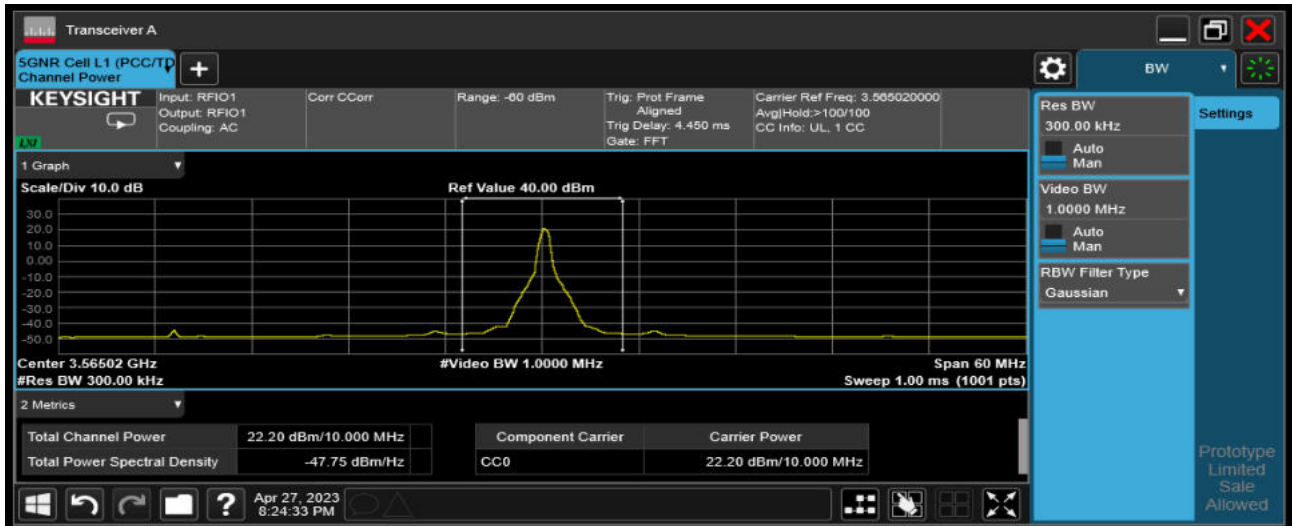 Transceiver A
5GNR Cell L1 (PCC/TD
Channel Power
+
BW
KEYSIGHT
LXI
Input: RFIO1
Output: RFIO1
Coupling: AC
Corr CCorr
Range: -60 dBm
Trig: Prot Frame
Aligned
Trig Delay: 4.450 ms
Gate: FFT
Carrier Ref Freq: 3.565020000
Avg|Hold:>100/100
CC Info: UL, 1 CC
1 Graph
Scale/Div 10.0 dB
Ref Value 40.00 dBm
30.0
20.0
10.0
0.00
-10.0
-20.0
-30.0
-40.0
-50.0
Center 3.56502 GHz
#Video BW 1.0000 MHz
Span 60 MHz
#Res BW 300.00 kHz
Sweep 1.00 ms (1001 pts)
2 Metrics
Total Channel Power 22.20 dBm/10.000 MHz
Total Power Spectral Density -47.75 dBm/Hz
Component Carrier Carrier Power
CC0 22.20 dBm/10.000 MHz
Res BW
300.00 kHz
Auto
Man
Video BW
1.0000 MHz
Auto
Man
RBW Filter Type
Gaussian
Settings
Prototype
Limited
Sale
Allowed
?
Apr 27, 2023
8:24:33 PM